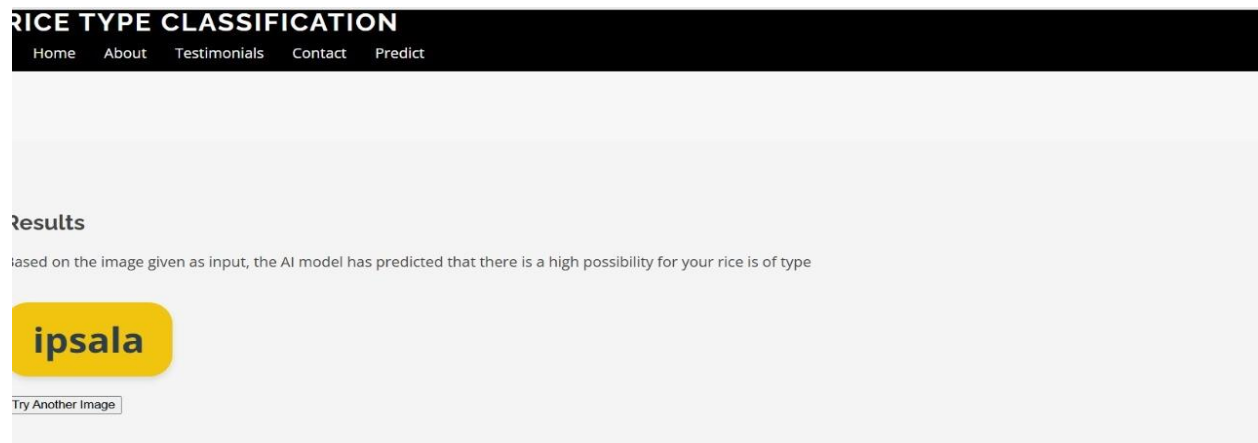 RICE TYPE CLASSIFICATION
Home About Testimonials Contact Predict
Results
Based on the image given as input, the AI model has predicted that there is a high possibility for your rice is of type
ipsala
Try Another Image